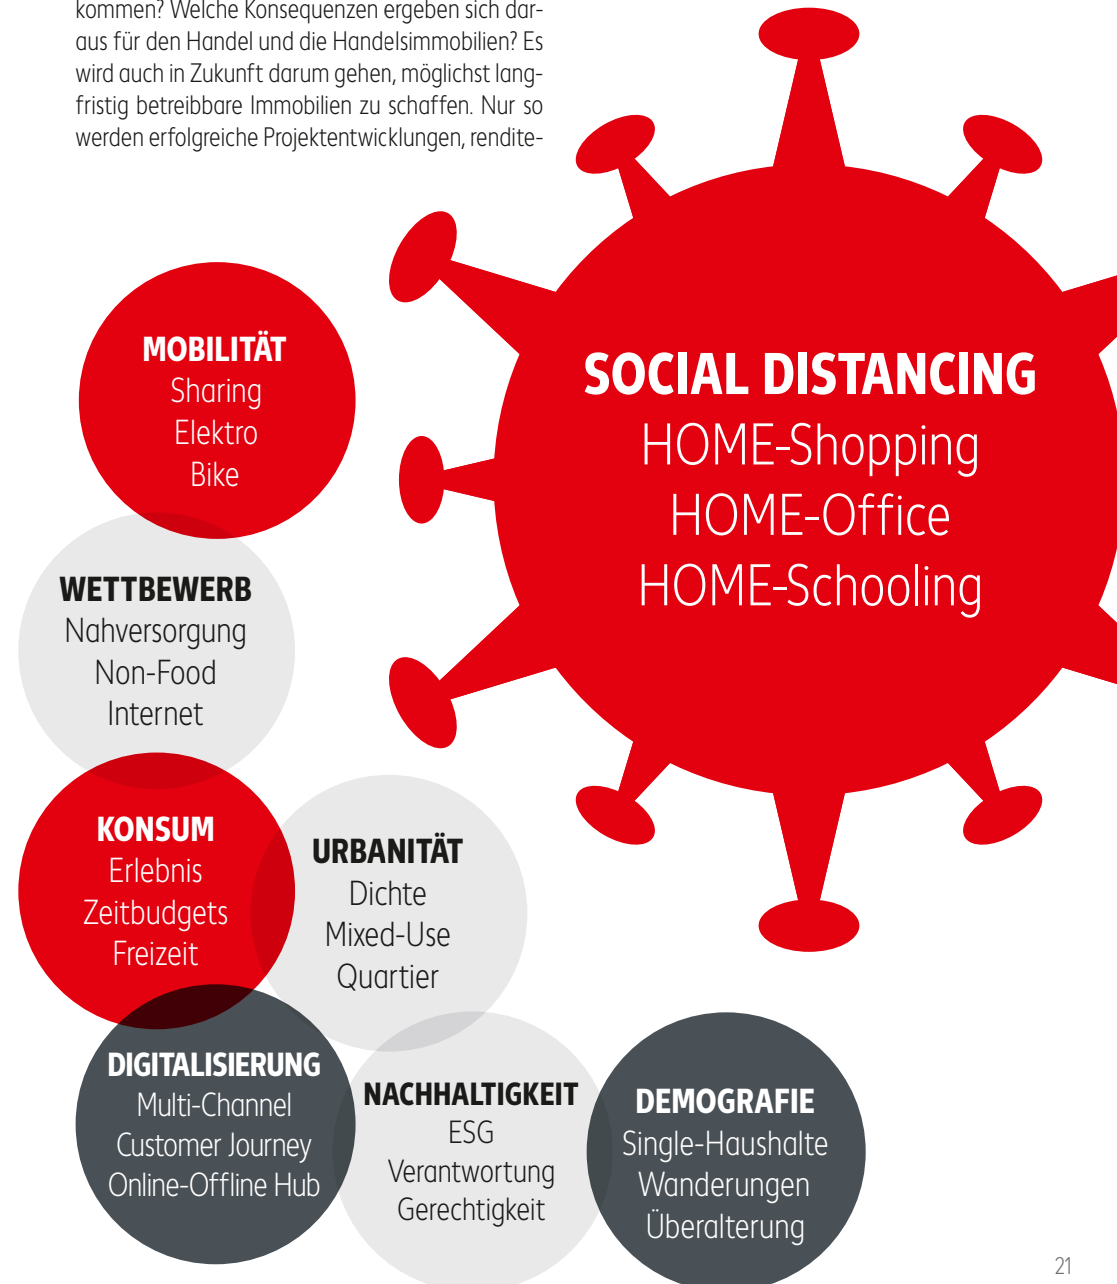 kommen? Welche Konsequenzen ergeben sich dar-
aus für den Handel und die Handelsimmobilien? Es
wird auch in Zukunft darum gehen, möglichst lang-
fristig betreibbare Immobilien zu schaffen. Nur so
werden erfolgreiche Projektentwicklungen, rendite-
SOCIAL DISTANCING
HOME-Shopping
HOME-Office
HOME-Schooling
MOBILITÄT
Sharing
Elektro
Bike
WETTBEWERB
Nahversorgung
Non-Food
Internet
KONSUM
Erlebnis
Zeitbudgets
Freizeit
URBANITÄT
Dichte
Mixed-Use
Quartier
DIGITALISIERUNG
Multi-Channel
Customer Journey
Online-Offline Hub
NACHHALTIGKEIT
ESG
Verantwortung
Gerechtigkeit
DEMOGRAFIE
Single-Haushalte
Wanderungen
Überalterung
21